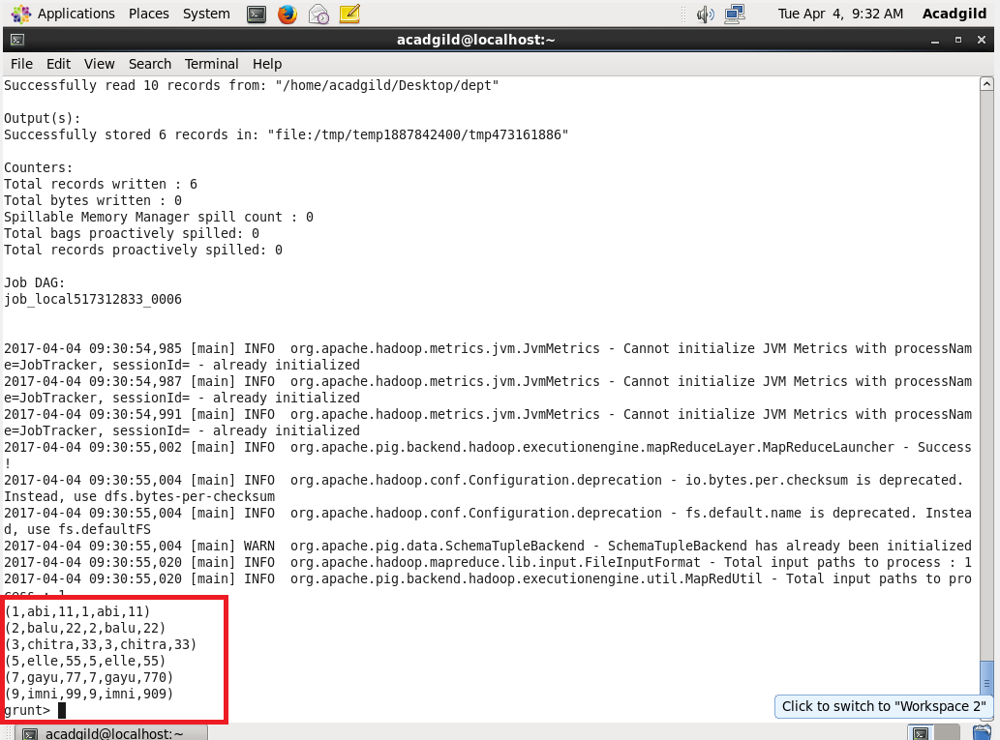 Applications Places System
Tue Apr 4, 9:32 AM Acadgild
acadgild@localhost:~
File Edit View Search Terminal Help
Successfully read 10 records from: "/home/acadgild/Desktop/dept"
Output(s):
Successfully stored 6 records in: "file:/tmp/temp1887842400/tmp473161886"
Counters:
Total records written : 6
Total bytes written : 0
Spillable Memory Manager spill count : 0
Total bags proactively spilled: 0
Total records proactively spilled: 0
Job DAG:
job_local517312833_0006
2017-04-04 09:30:54,985 [main] INFO  org.apache.hadoop.metrics.jvm.JvmMetrics - Cannot initialize JVM Metrics with processNam
e=JobTracker, sessionId= - already initialized
2017-04-04 09:30:54,987 [main] INFO  org.apache.hadoop.metrics.jvm.JvmMetrics - Cannot initialize JVM Metrics with processNam
e=JobTracker, sessionId= - already initialized
2017-04-04 09:30:54,991 [main] INFO  org.apache.hadoop.metrics.jvm.JvmMetrics - Cannot initialize JVM Metrics with processNam
e=JobTracker, sessionId= - already initialized
2017-04-04 09:30:55,002 [main] INFO  org.apache.pig.backend.hadoop.executionengine.mapReduceLayer.MapReduceLauncher - Success
!
2017-04-04 09:30:55,004 [main] INFO  org.apache.hadoop.conf.Configuration.deprecation - io.bytes.per.checksum is deprecated.
Instead, use dfs.bytes-per-checksum
2017-04-04 09:30:55,004 [main] INFO  org.apache.hadoop.conf.Configuration.deprecation - fs.default.name is deprecated. Instea
d, use fs.defaultFS
2017-04-04 09:30:55,004 [main] WARN  org.apache.pig.data.SchemaTupleBackend - SchemaTupleBackend has already been initialized
2017-04-04 09:30:55,020 [main] INFO  org.apache.hadoop.mapreduce.lib.input.FileInputFormat - Total input paths to process : 1
2017-04-04 09:30:55,020 [main] INFO  org.apache.pig.backend.hadoop.executionengine.util.MapRedUtil - Total input paths to pro
cess : 1
(1,abi,11,1,abi,11)
(2,balu,22,2,balu,22)
(3,chitra,33,3,chitra,33)
(5,elle,55,5,elle,55)
(7,gayu,77,7,gayu,770)
(9,imni,99,9,imni,909)
grunt>
Click to switch to "Workspace 2"
acadgild@localhost:~